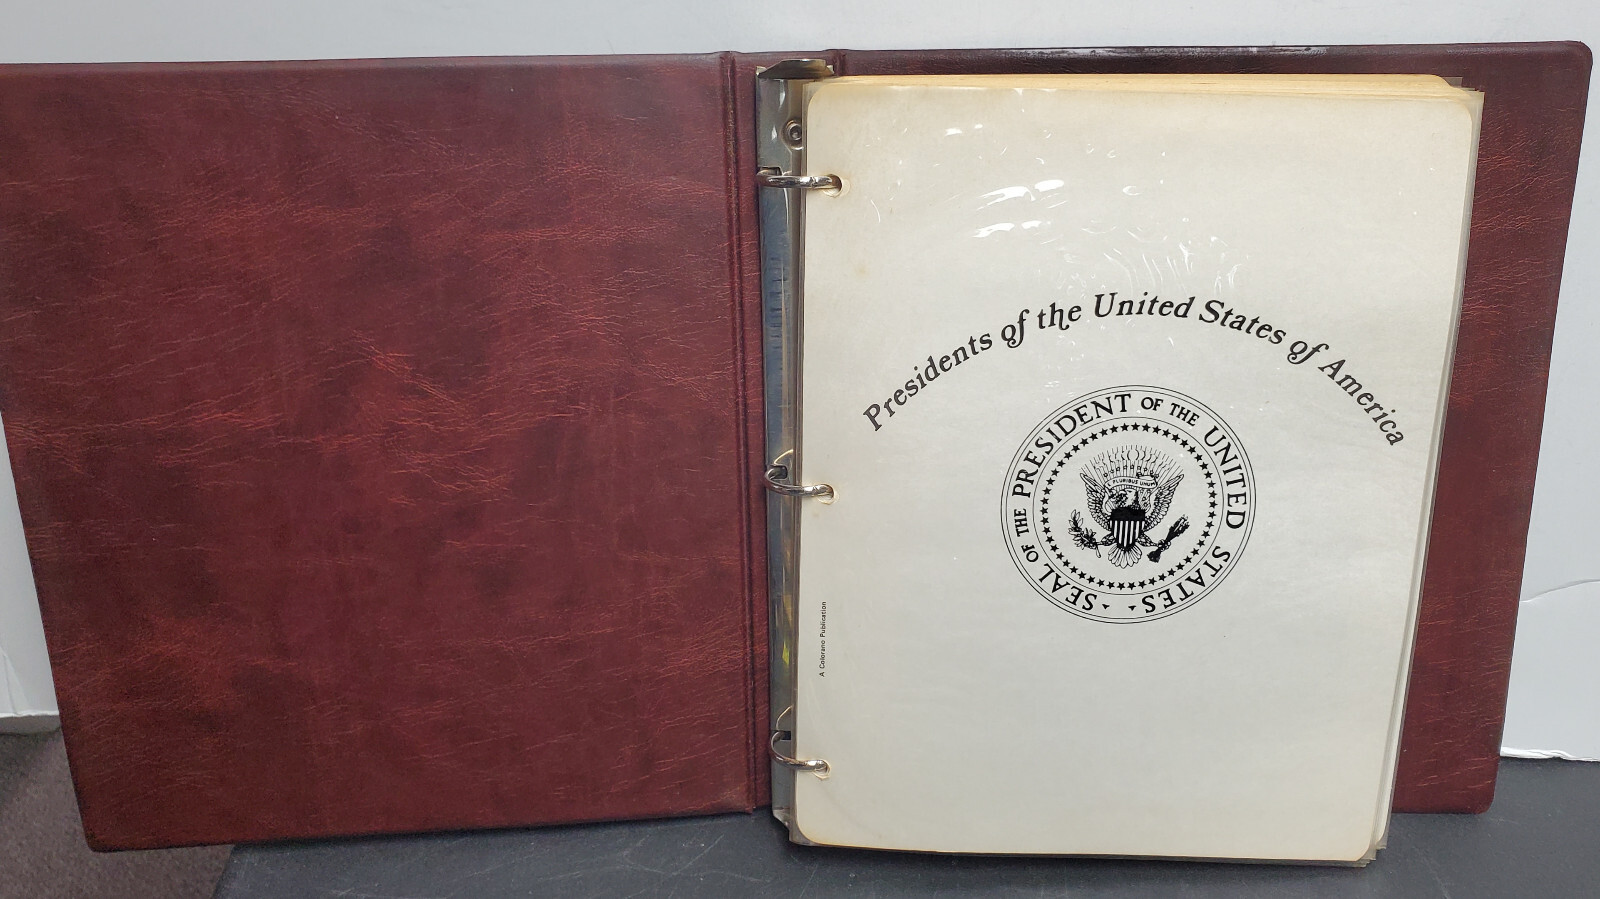 Presidents of the United States of America
SEAL OF THE PRESIDENT OF THE UNITED STATES
E PLURIBUS UNUM
A Colorano Publication